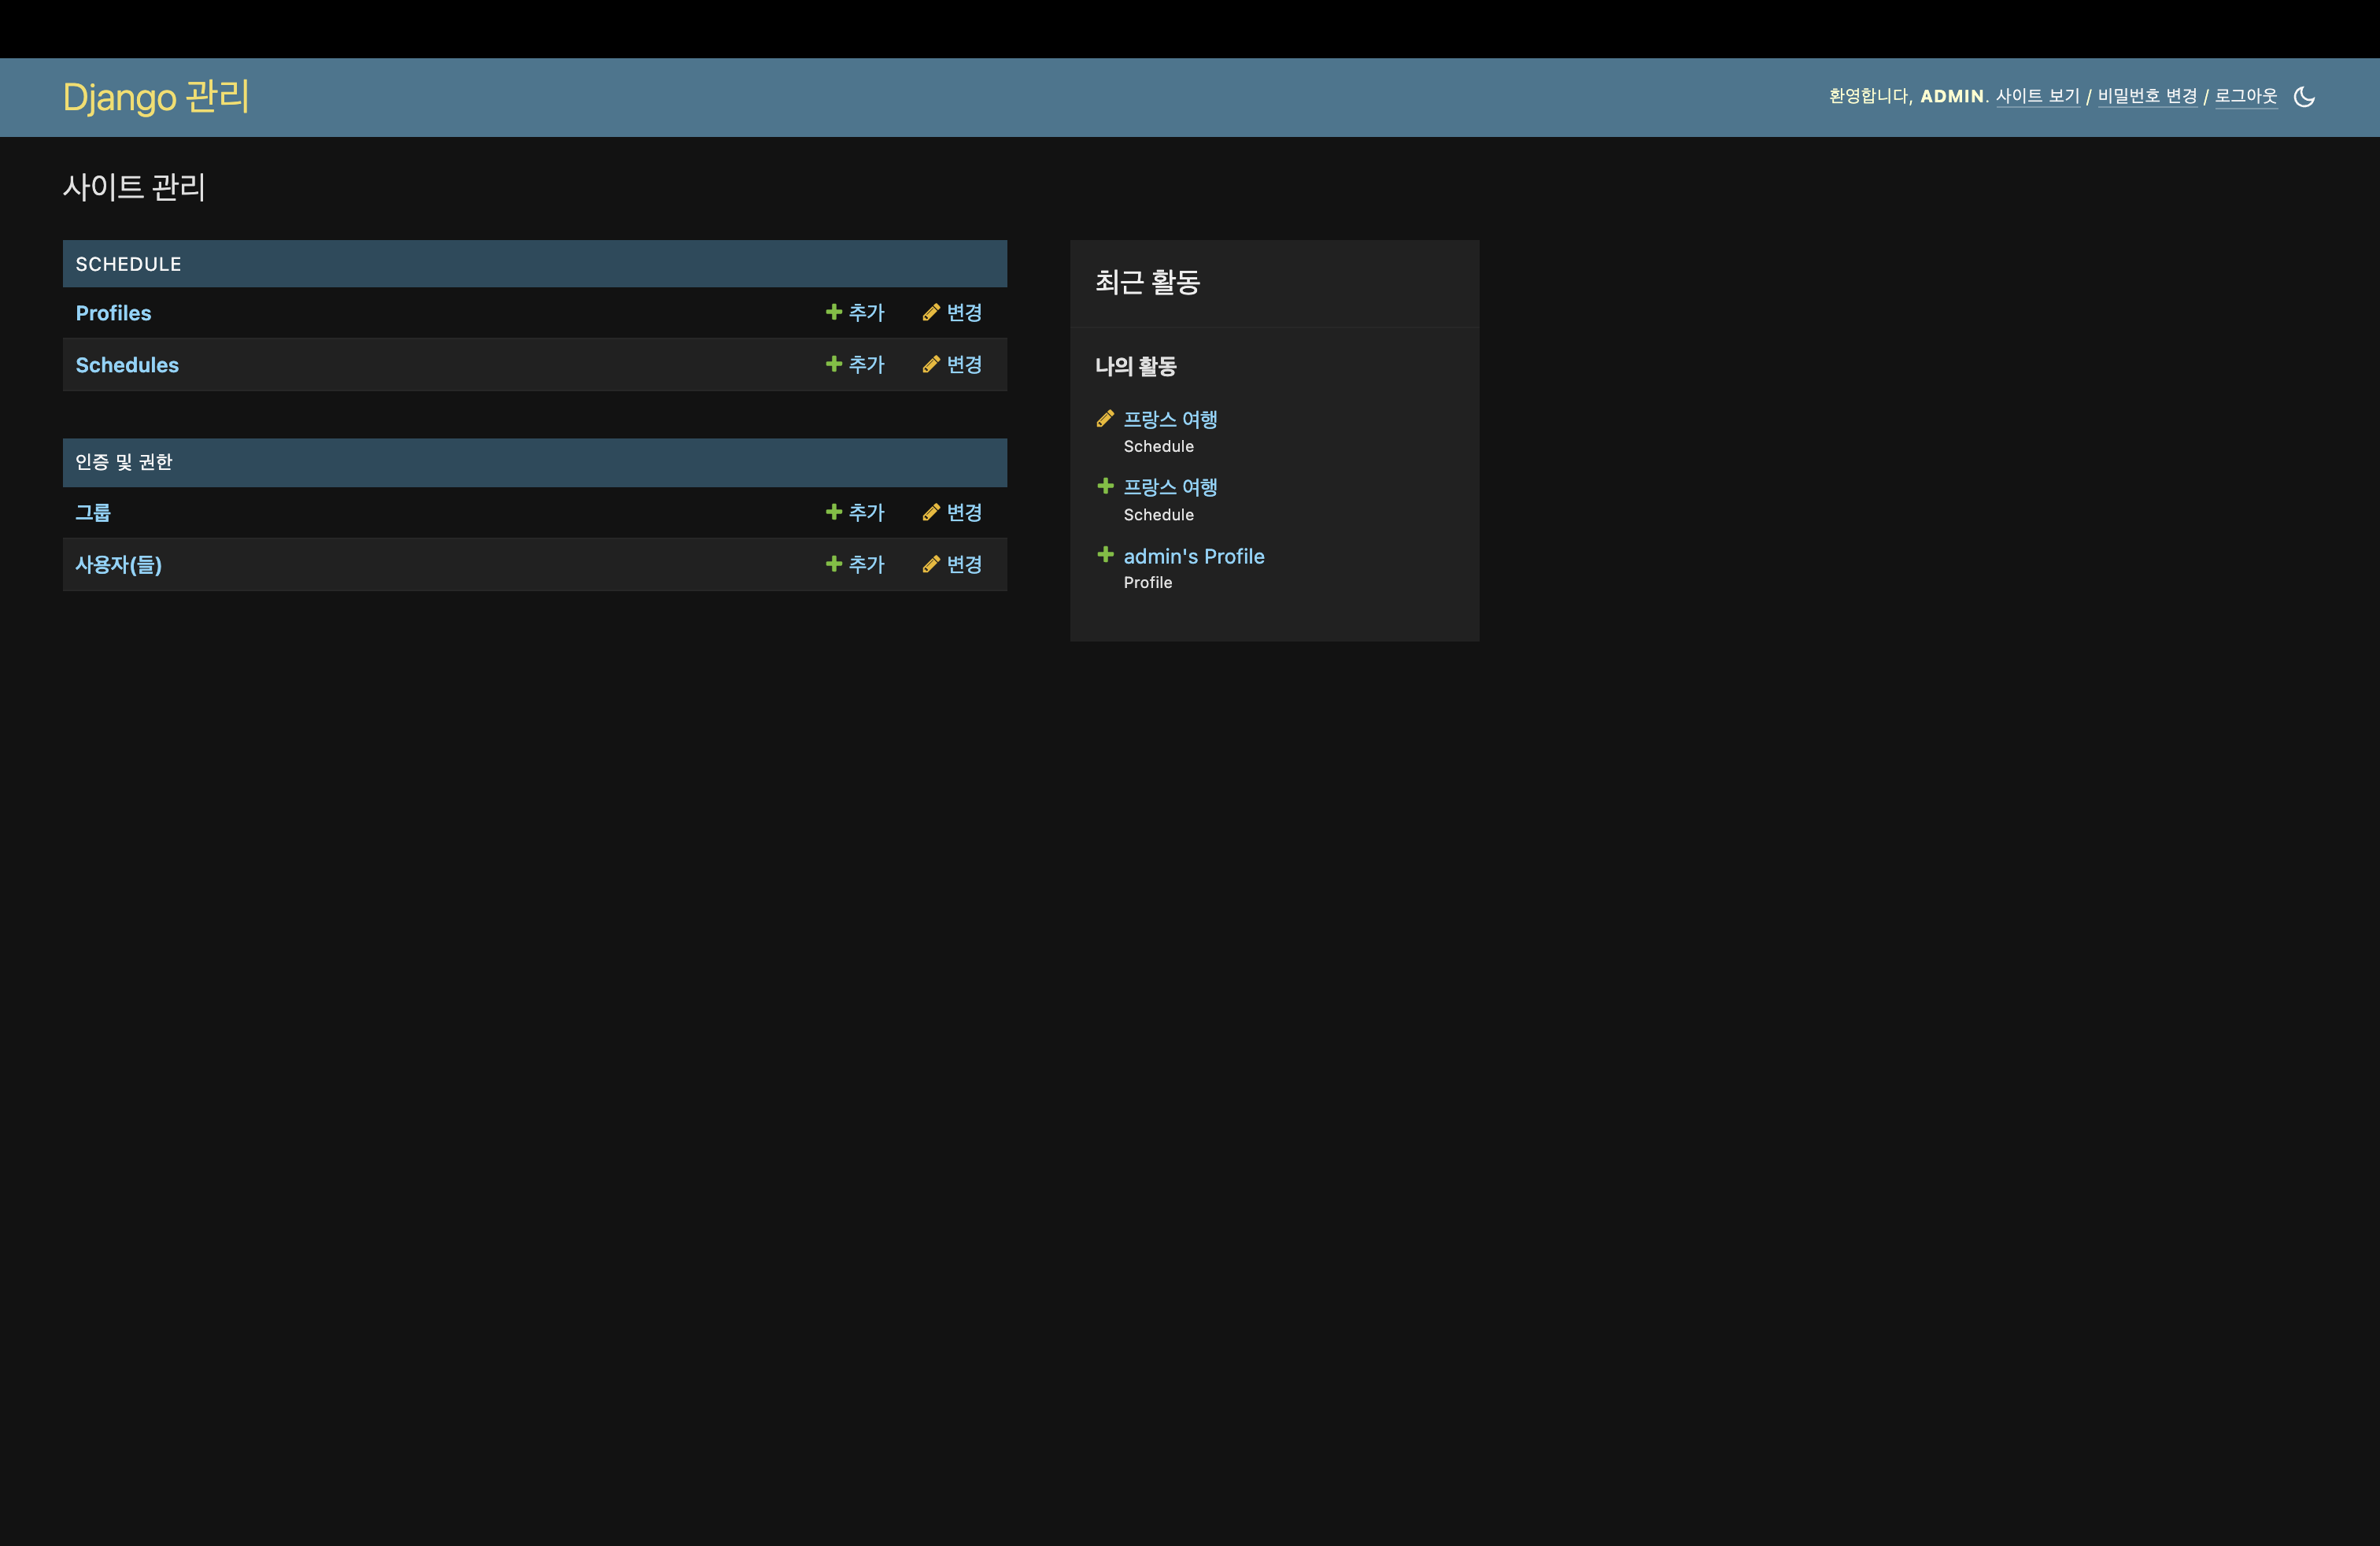 Django 관리
환영합니다, ADMIN. 사이트 보기 / 비밀번호 변경 / 로그아웃
사이트 관리
SCHEDULE
Profiles 추가 변경
Schedules 추가 변경
인증 및 권한
그룹 추가 변경
사용자(들) 추가 변경
최근 활동
나의 활동
프랑스 여행
Schedule
프랑스 여행
Schedule
admin's Profile
Profile